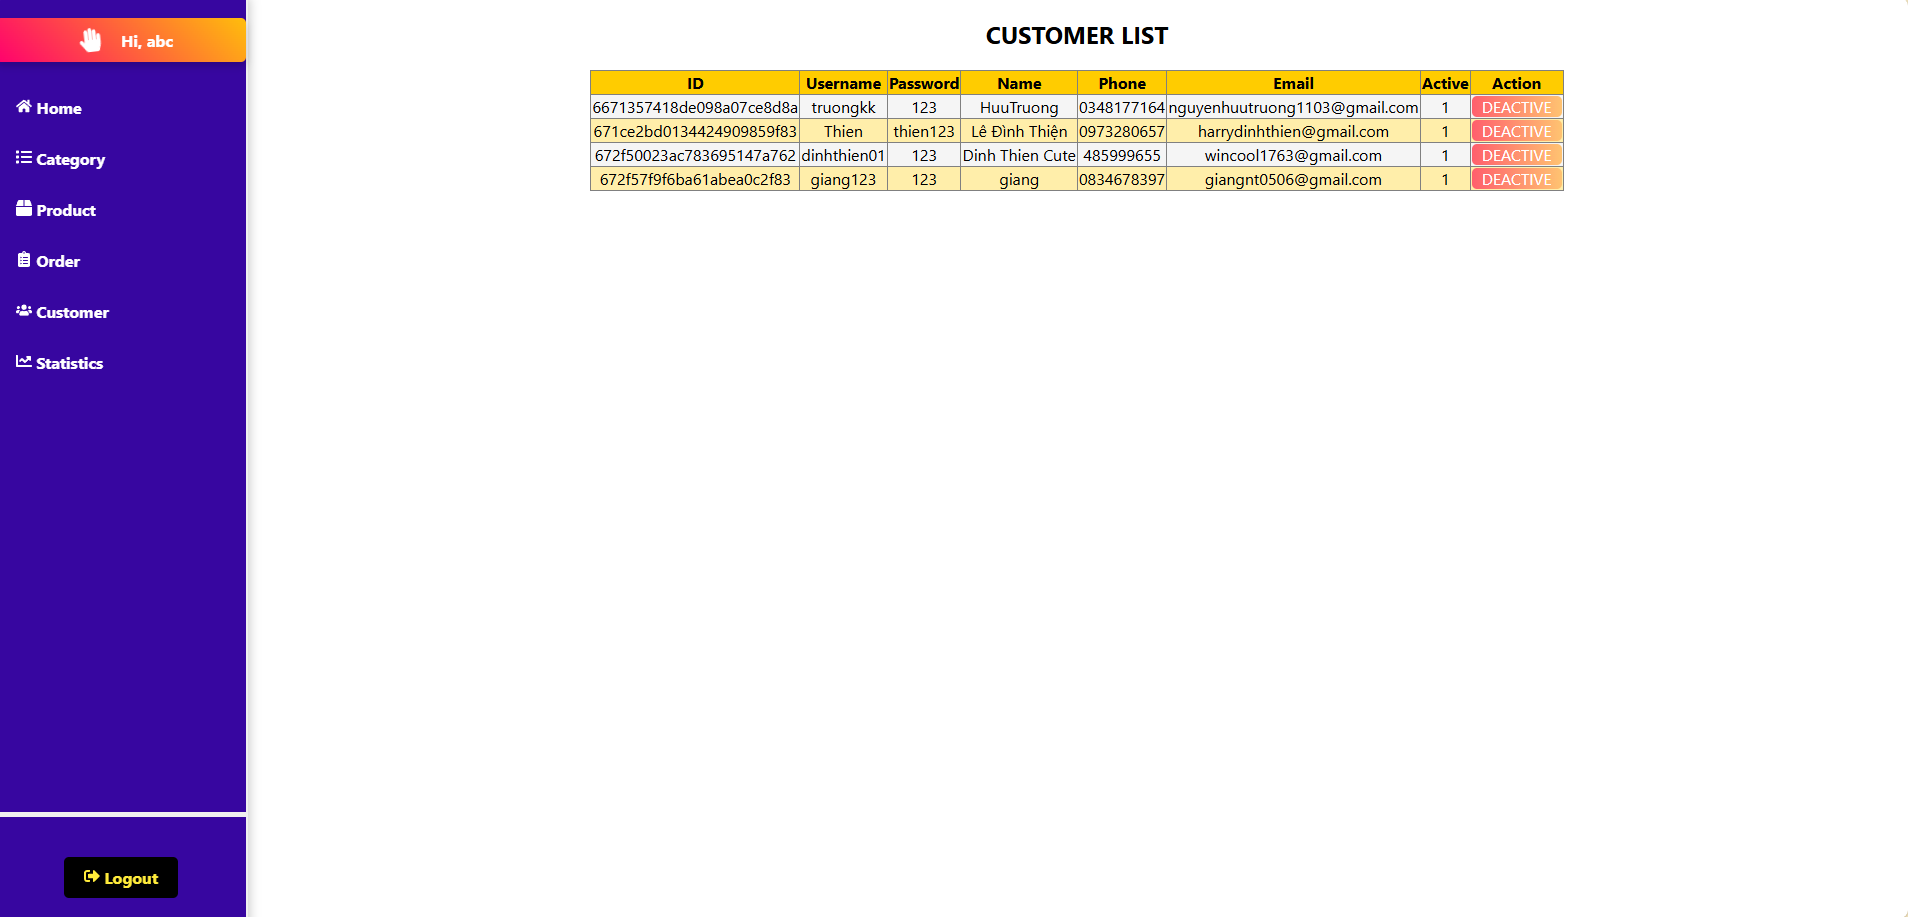 Hi, abc
Home
Category
Product
Order
Customer
Statistics
Logout
CUSTOMER LIST
ID Username Password Name Phone Email Active Action
6671357418de098a07ce8d8a truongkk 123 HuuTruong 0348177164 nguyenhuutruong1103@gmail.com 1 DEACTIVE
671ce2bd0134424909859f83 Thien thien123 Lê Đình Thiện 0973280657 harrydinhthien@gmail.com 1 DEACTIVE
672f50023ac783695147a762 dinhthien01 123 Dinh Thien Cute 485999655 wincool1763@gmail.com 1 DEACTIVE
672f57f9f6ba61abea0c2f83 giang123 123 giang 0834678397 giangnt0506@gmail.com 1 DEACTIVE